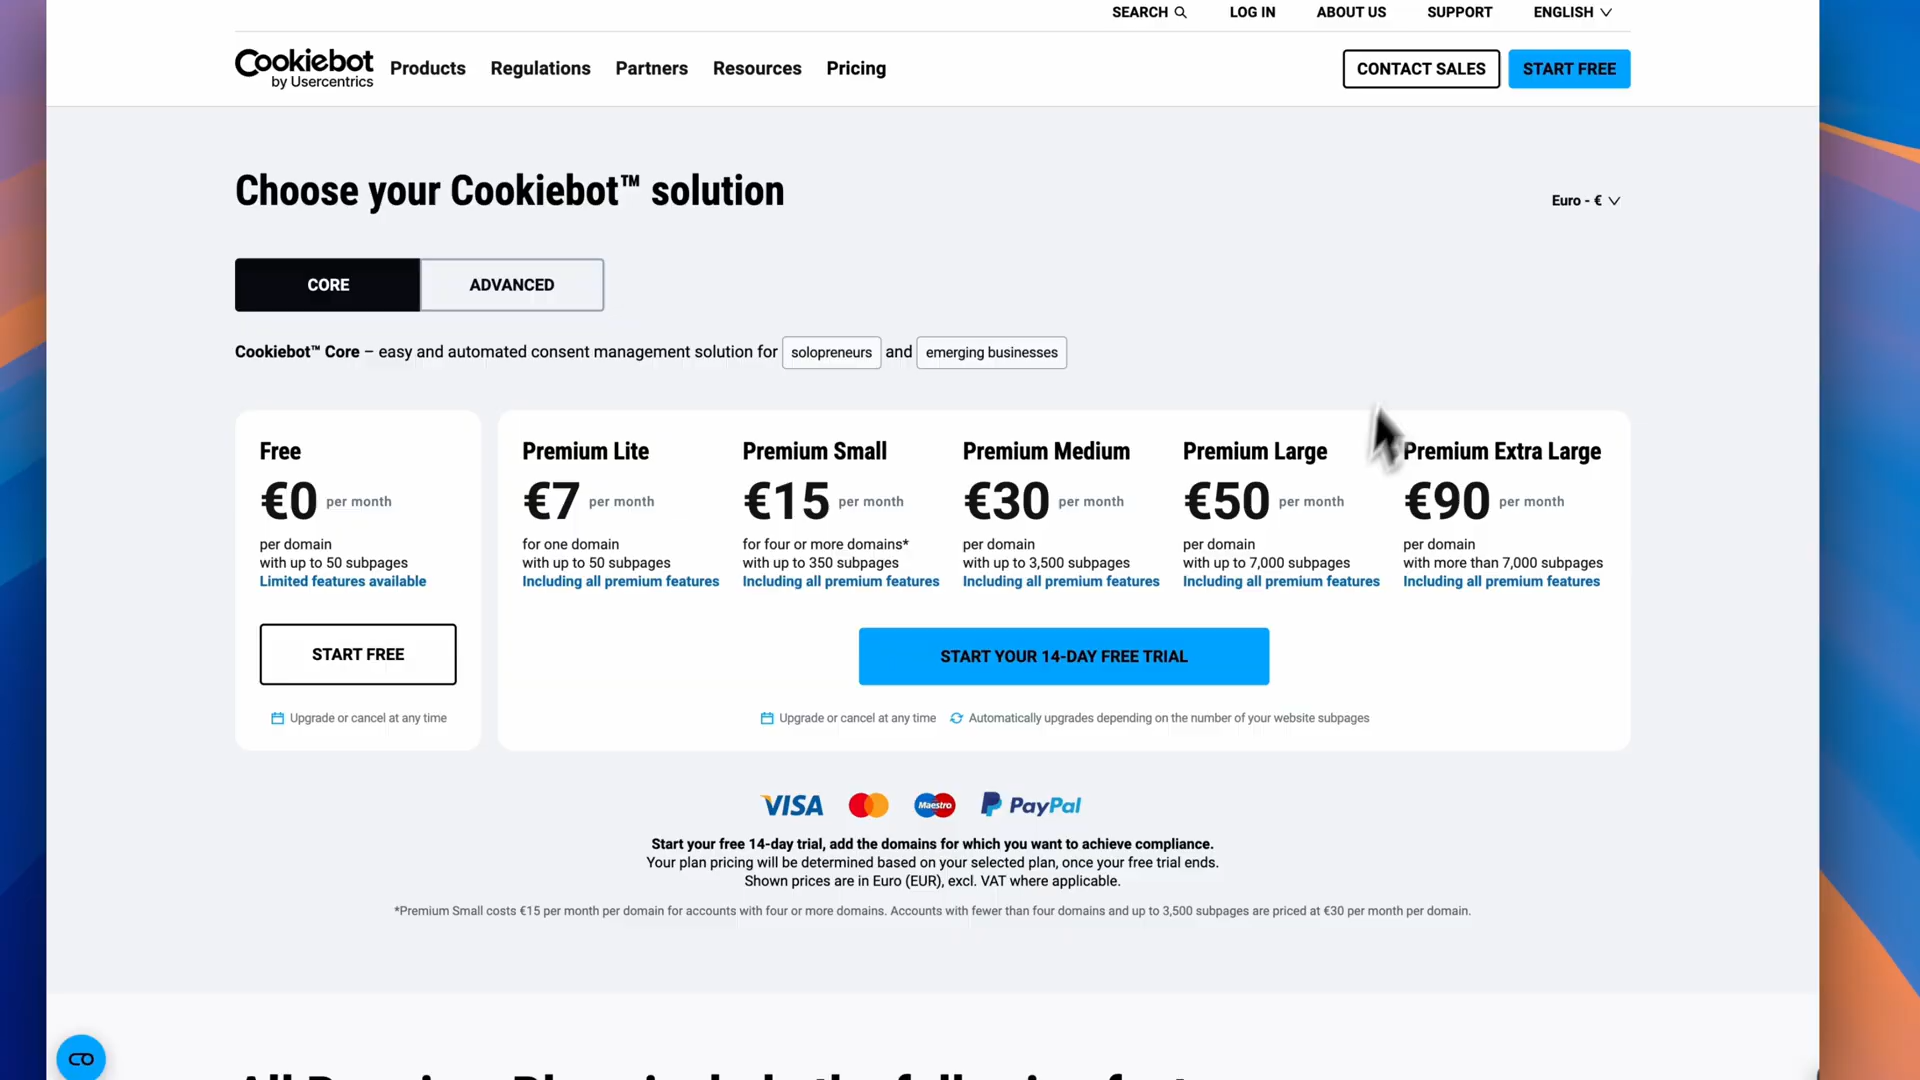 SEARCH LOG IN ABOUT US SUPPORT ENGLISH
Cookiebot
by Usercentrics
Products Regulations Partners Resources Pricing
CONTACT SALES START FREE
Choose your Cookiebot™ solution
Euro - €
CORE ADVANCED
Cookiebot™ Core – easy and automated consent management solution for solopreneurs and emerging businesses
Free
€0 per month
per domain
with up to 50 subpages
Limited features available
START FREE
Upgrade or cancel at any time
Premium Lite
€7 per month
for one domain
with up to 50 subpages
Including all premium features
Premium Small
€15 per month
for four or more domains*
with up to 350 subpages
Including all premium features
Premium Medium
€30 per month
per domain
with up to 3,500 subpages
Including all premium features
Premium Large
€50 per month
per domain
with up to 7,000 subpages
Including all premium features
Premium Extra Large
€90 per month
per domain
with more than 7,000 subpages
Including all premium features
START YOUR 14-DAY FREE TRIAL
Upgrade or cancel at any time Automatically upgrades depending on the number of your website subpages
VISA Maestro PayPal
Start your free 14-day trial, add the domains for which you want to achieve compliance.
Your plan pricing will be determined based on your selected plan, once your free trial ends.
Shown prices are in Euro (EUR), excl. VAT where applicable.
*Premium Small costs €15 per month per domain for accounts with four or more domains. Accounts with fewer than four domains and up to 3,500 subpages are priced at €30 per month per domain.